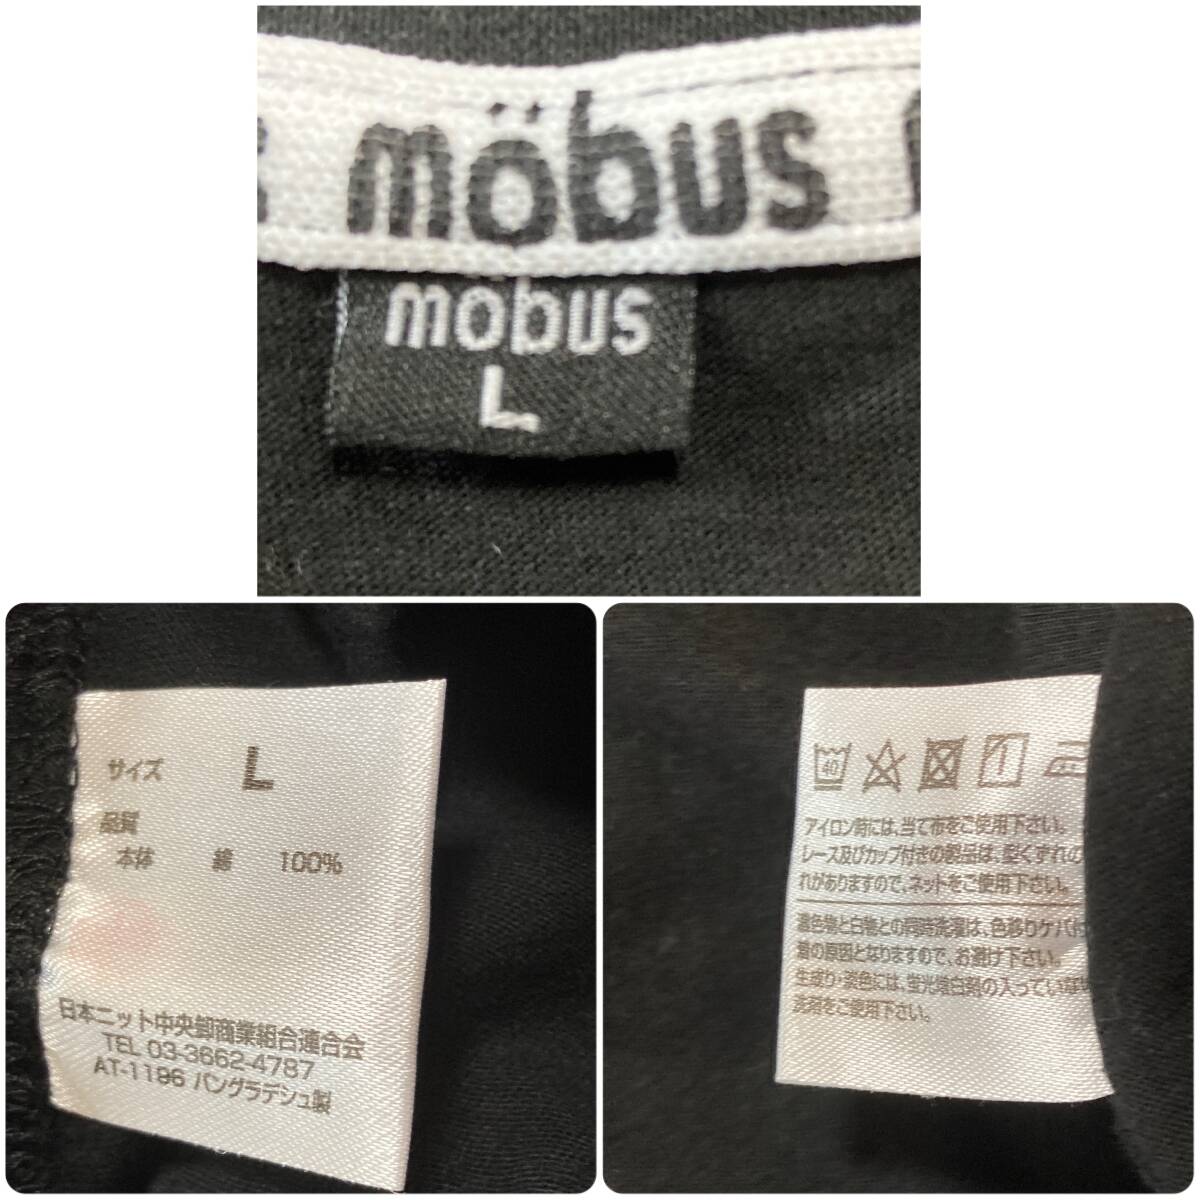 möbus
möbus
L
サイズ L
品質
本体 綿 100%
日本ニット中央卸商業組合連合会
TEL 03-3662-4787
AT-1196 バングラデシュ製
40
アイロン時には、当て布をご使用下さい。
レース及びカップ付きの製品は、型くずれの
れがありますので、ネットをご使用下さい。
濃色物と白物との同時洗濯は、色移りケバ付
着の原因となりますので、お避け下さい。
生成り・淡色には、蛍光増白剤の入っていない
洗剤をご使用下さい。